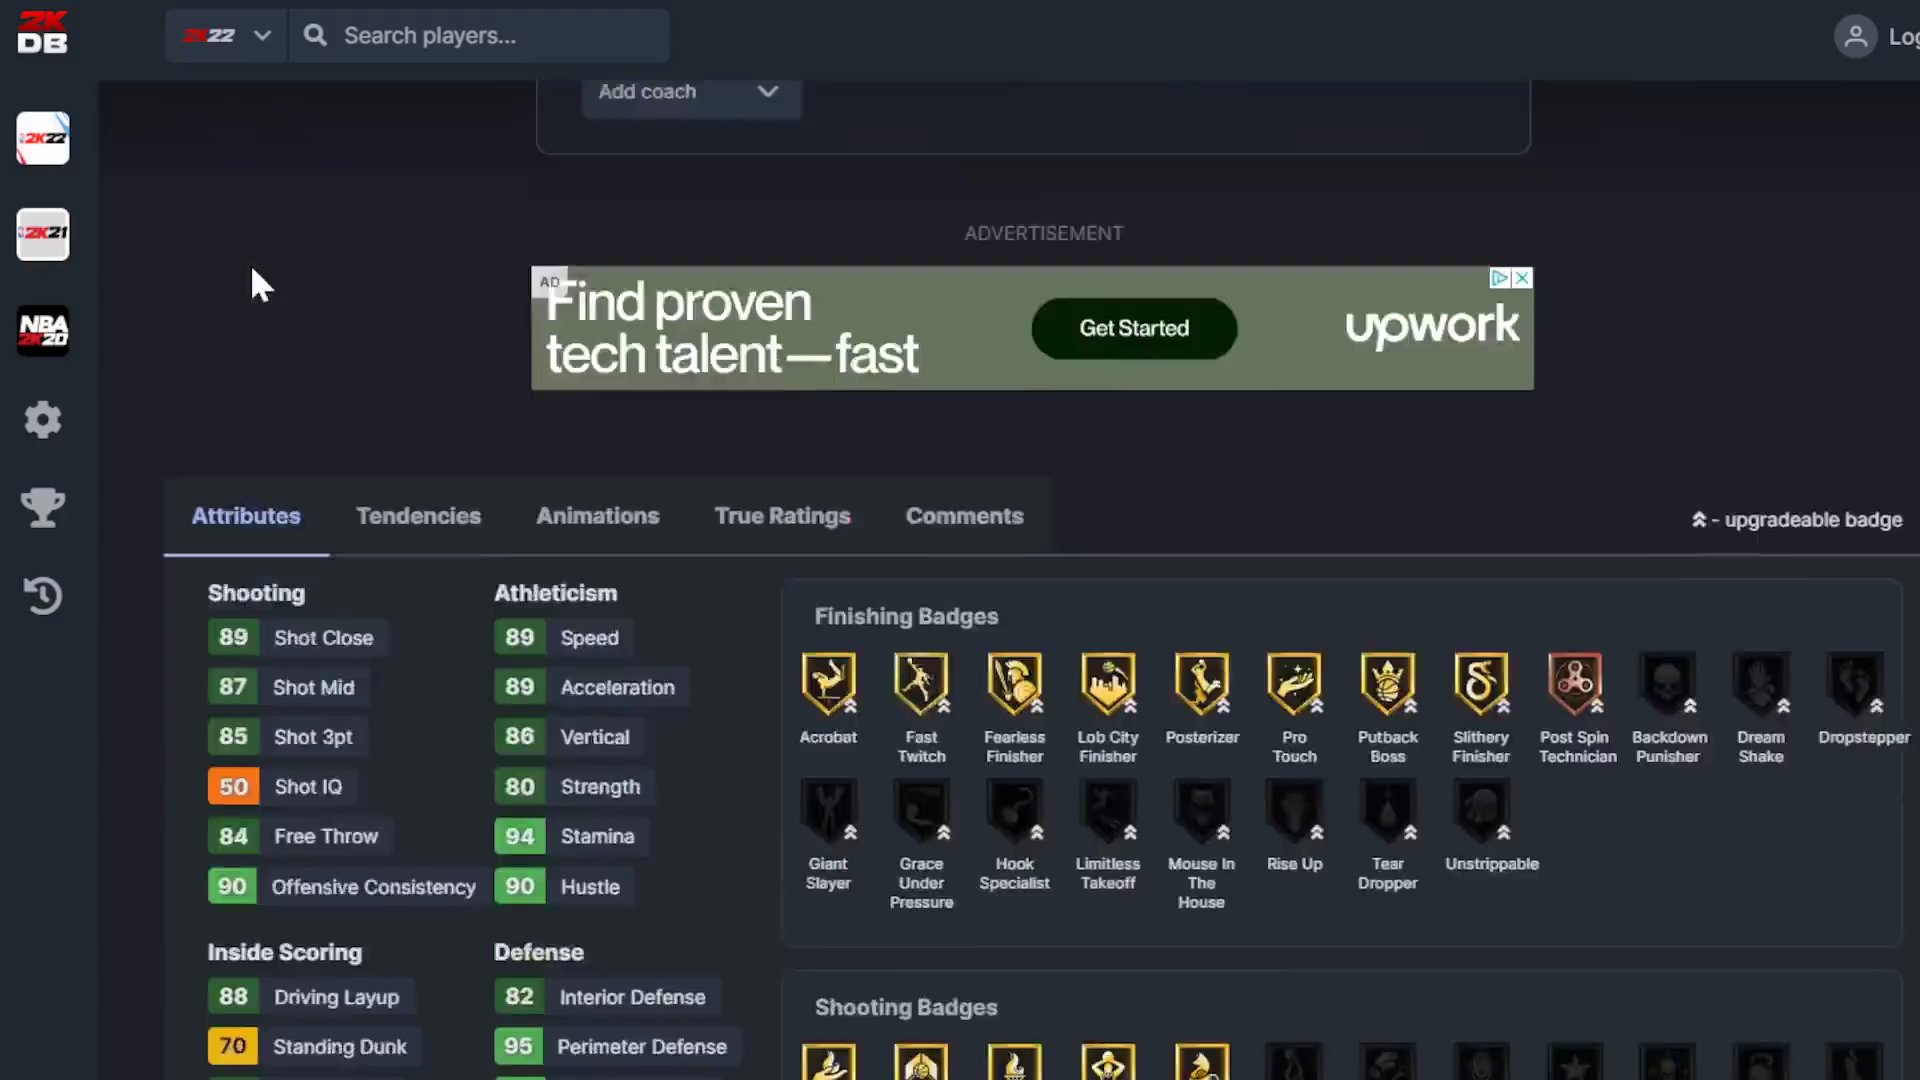 2K
DB
2K22
Search players...
Log
2K22
2K21
NBA
2K20
Add coach
ADVERTISEMENT
AD
Find proven
tech talent—fast
Get Started
upwork
Attributes
Tendencies
Animations
True Ratings
Comments
- upgradeable badge
Shooting
89 Shot Close
87 Shot Mid
85 Shot 3pt
50 Shot IQ
84 Free Throw
90 Offensive Consistency
Athleticism
89 Speed
89 Acceleration
86 Vertical
80 Strength
94 Stamina
90 Hustle
Inside Scoring
88 Driving Layup
70 Standing Dunk
Defense
82 Interior Defense
95 Perimeter Defense
Finishing Badges
Acrobat
Fast
Twitch
Fearless
Finisher
Lob City
Finisher
Posterizer
Pro
Touch
Putback
Boss
Slithery
Finisher
Post Spin
Technician
Backdown
Punisher
Dream
Shake
Dropstepper
Giant
Slayer
Grace
Under
Pressure
Hook
Specialist
Limitless
Takeoff
Mouse In
The
House
Rise Up
Tear
Dropper
Unstrippable
Shooting Badges